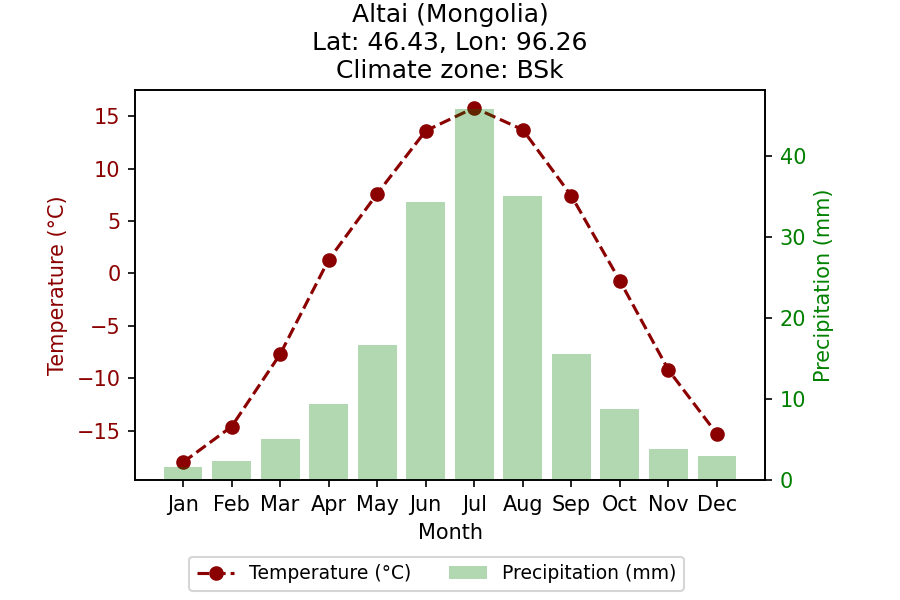 Altai (Mongolia)
Lat: 46.43, Lon: 96.26
Climate zone: BSk
15
10
5
0
−5
−10
−15
Temperature (°C)
40
30
20
10
0
Precipitation (mm)
Jan Feb Mar Apr May Jun Jul Aug Sep Oct Nov Dec
Month
Temperature (°C) Precipitation (mm)